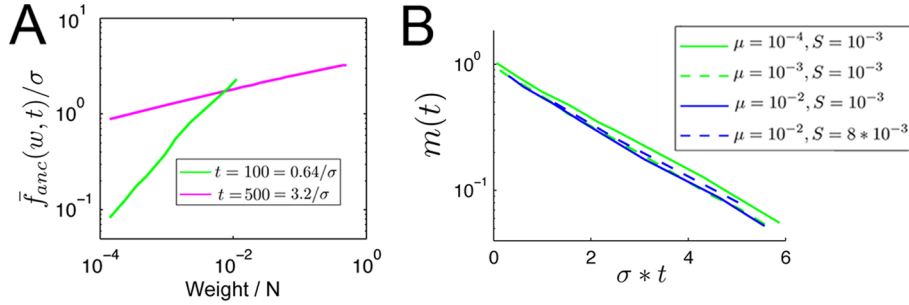 A
f̄_anc(w, t)/σ
10^1
10^0
10^-1
t = 100 = 0.64/σ
t = 500 = 3.2/σ
10^-4
10^-2
10^0
Weight / N
B
m(t)
10^0
10^-1
μ = 10^-4, S = 10^-3
μ = 10^-3, S = 10^-3
μ = 10^-2, S = 10^-3
μ = 10^-2, S = 8 * 10^-3
0
2
4
6
σ * t